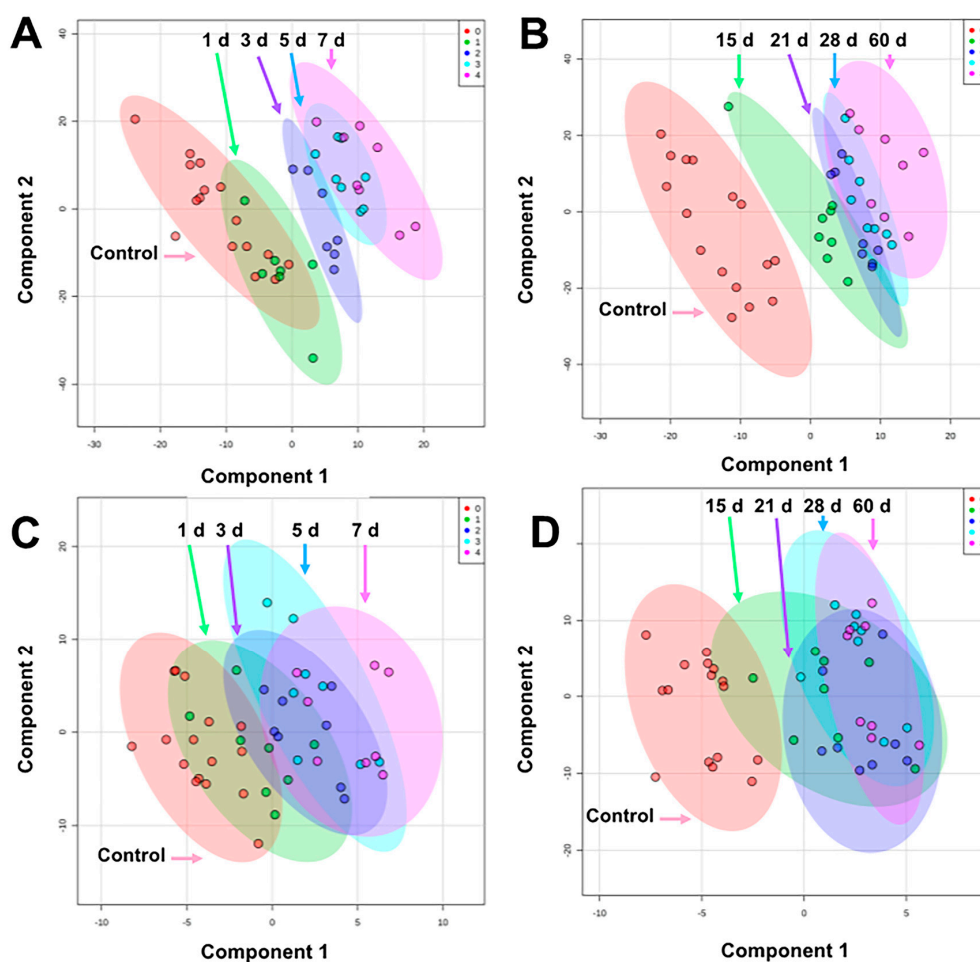 A
1 d 3 d 5 d 7 d
0
1
2
3
4
Control
Component 2
40
20
0
-20
-40
-30 -20 -10 0 10 20
Component 1
B
15 d 21 d 28 d 60 d
Control
Component 2
40
20
0
-20
-40
-30 -20 -10 0 10 20
Component 1
C
1 d 3 d 5 d 7 d
0
1
2
3
4
Control
Component 2
20
10
0
-10
-10 -5 0 5 10
Component 1
D
15 d 21 d 28 d 60 d
Control
Component 2
10
0
-10
-20
-10 -5 0 5
Component 1